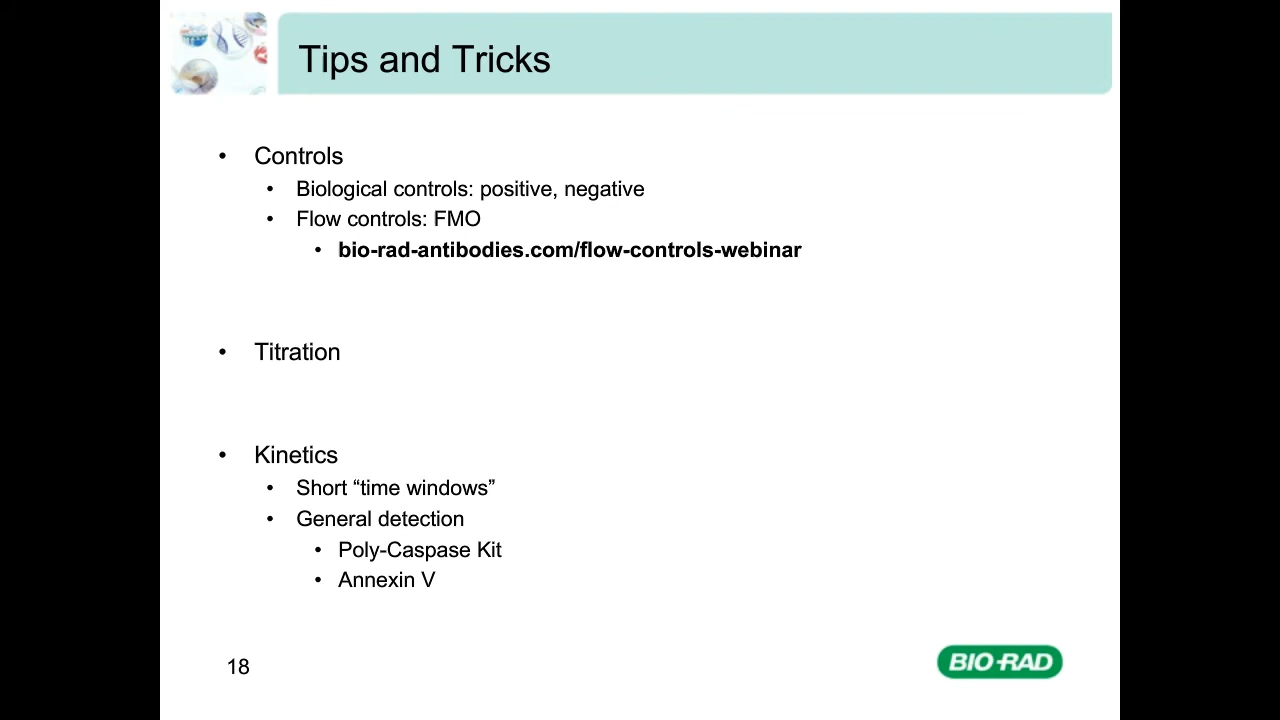 Tips and Tricks
• Controls
• Biological controls: positive, negative
• Flow controls: FMO
• bio-rad-antibodies.com/flow-controls-webinar
• Titration
• Kinetics
• Short “time windows”
• General detection
• Poly-Caspase Kit
• Annexin V
18
BIO-RAD